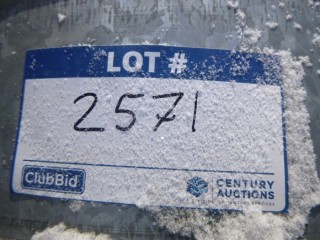 LOT #
2571
ClubBid
CENTURY
AUCTIONS